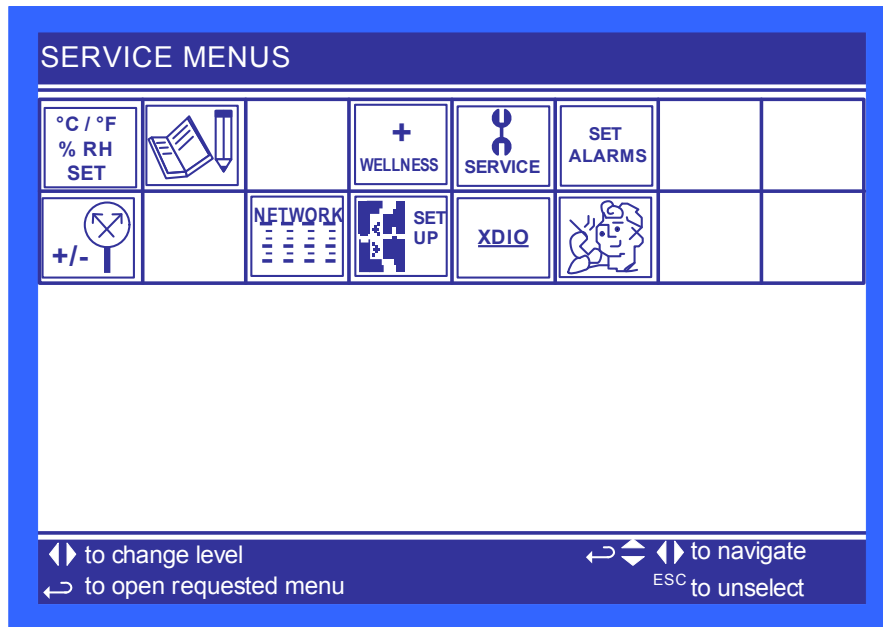 SERVICE MENUS
°C / °F
% RH
SET
+
WELLNESS
SERVICE
SET
ALARMS
+/-
NETWORK
SET
UP
XDIO
to change level
to open requested menu
to navigate
ESC to unselect